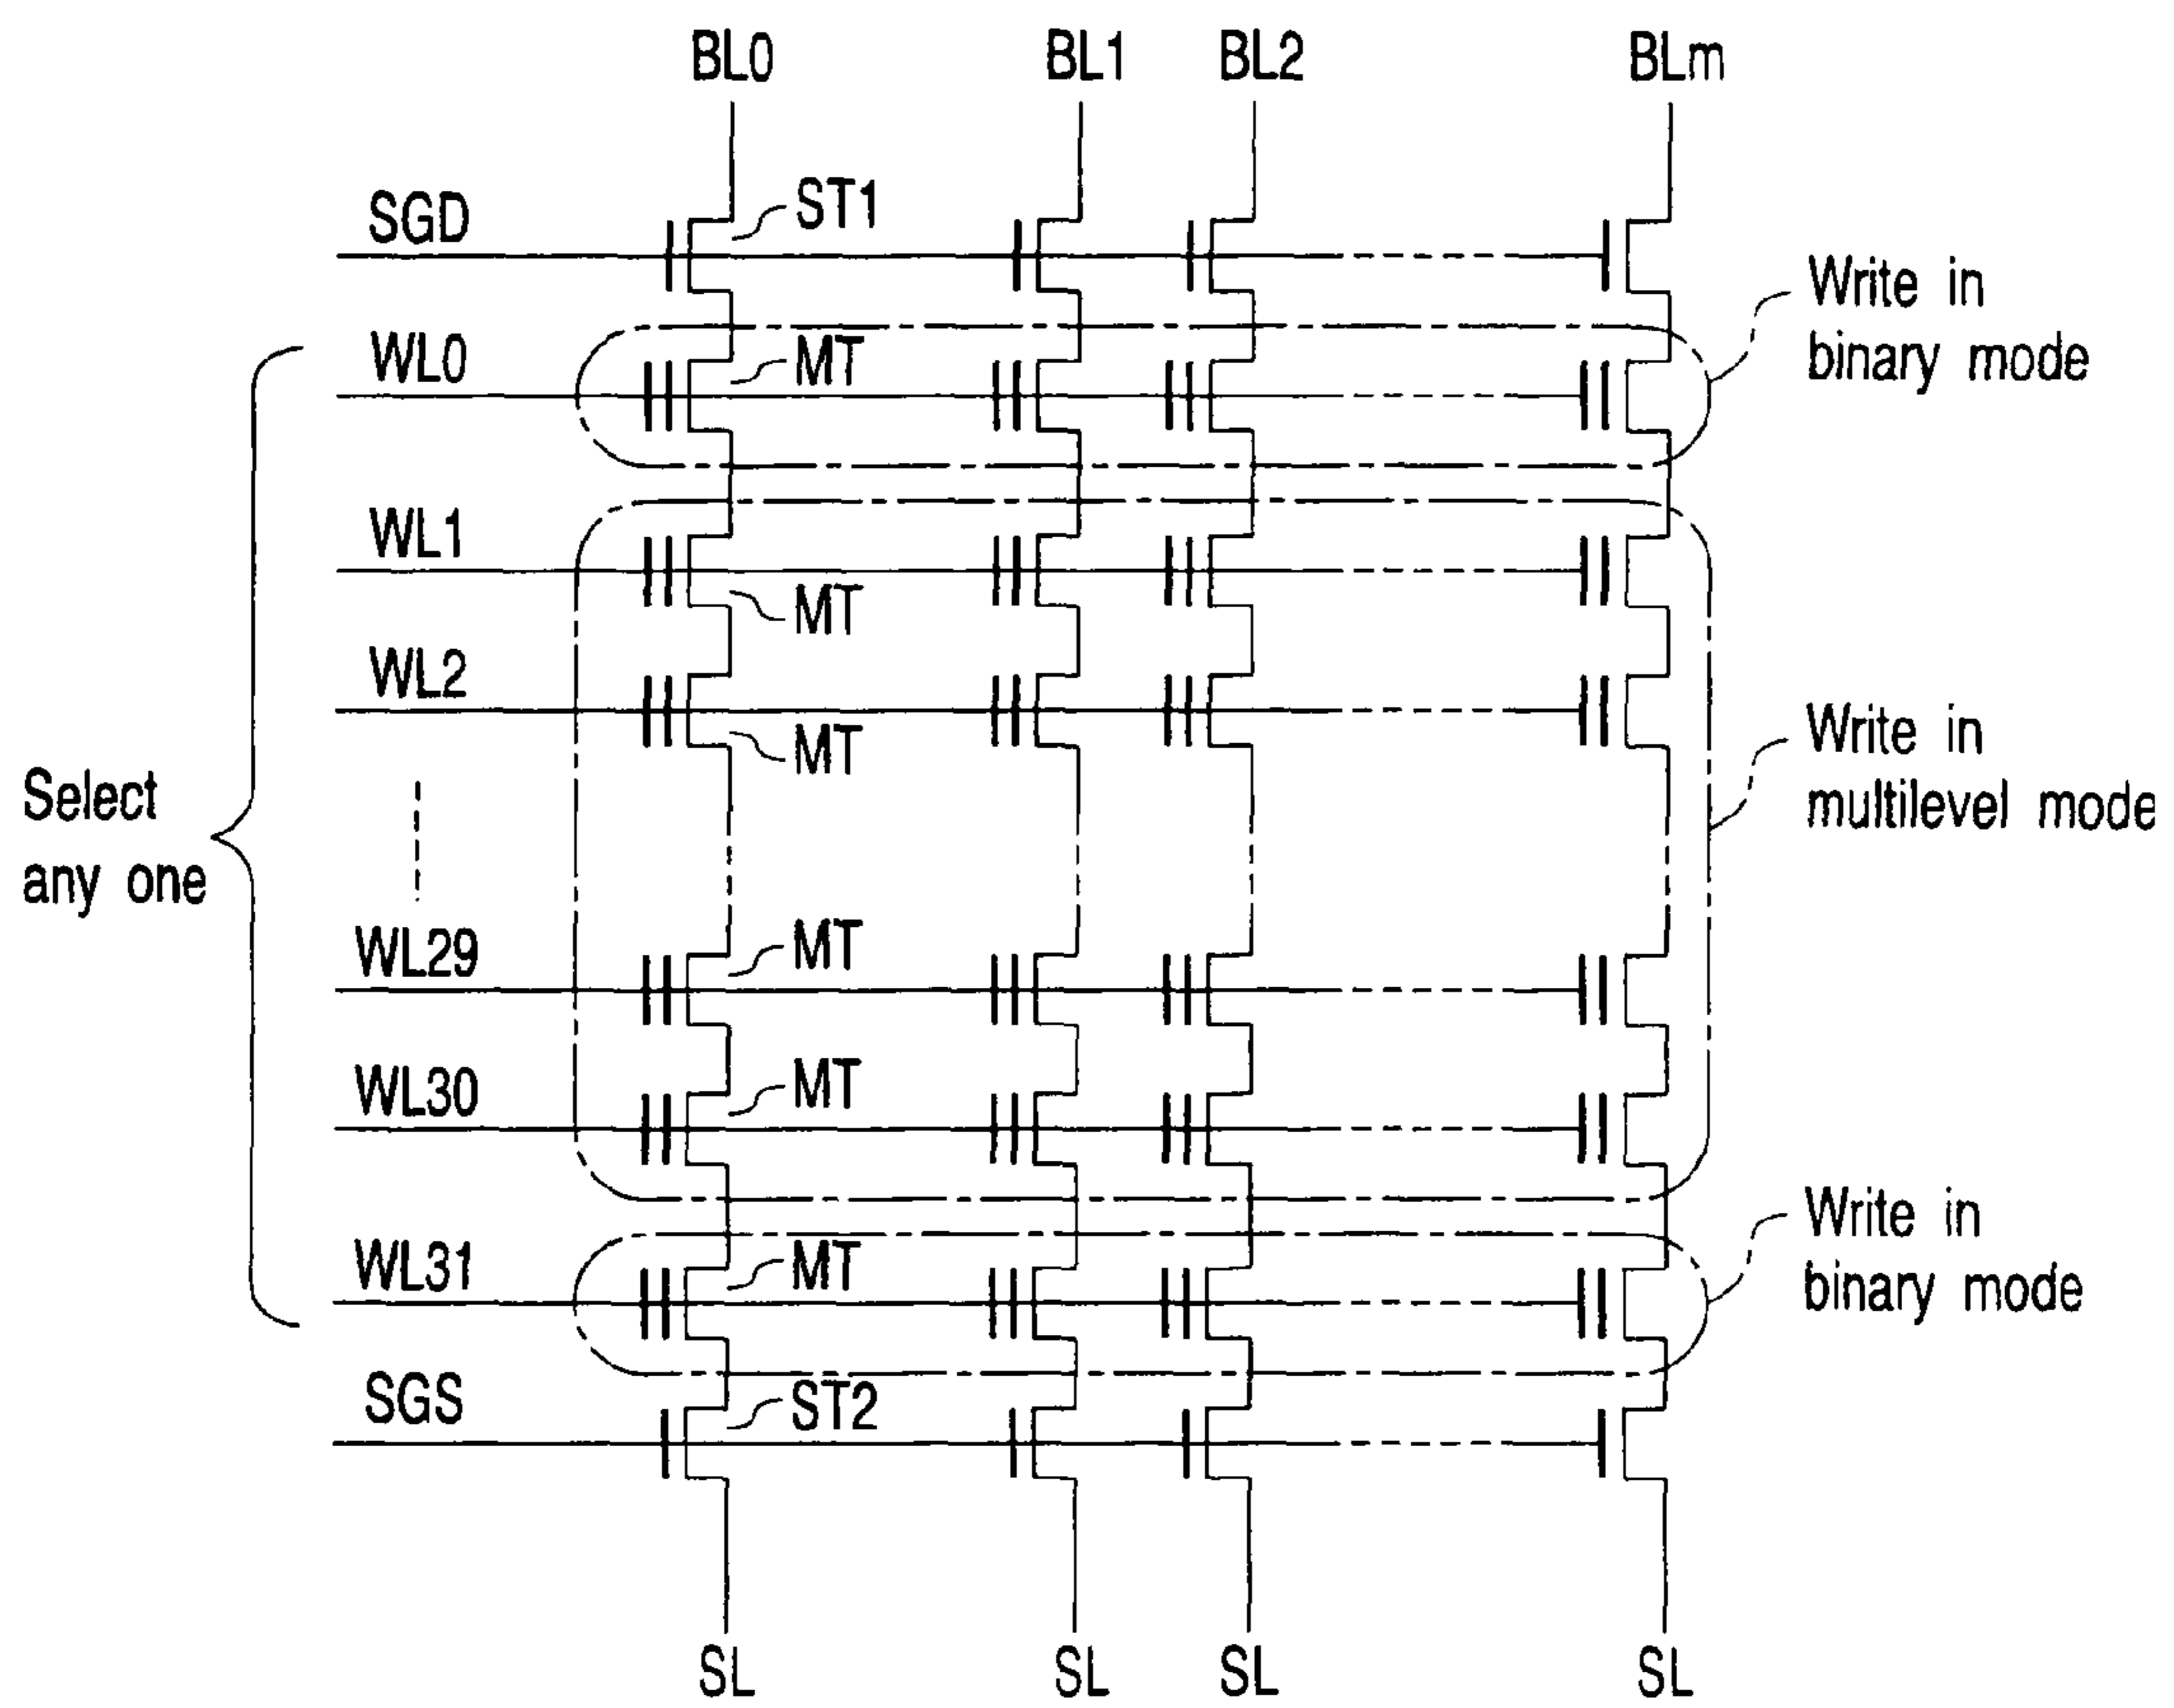 BL0 BL1 BL2 BLm
SGD ST1
Write in
binary mode
WL0 MT
WL1
MT
WL2
MT
Write in
multilevel mode
Select
any one
WL29 MT
WL30 MT
Write in
binary mode
WL31 MT
SGS ST2
SL SL SL SL